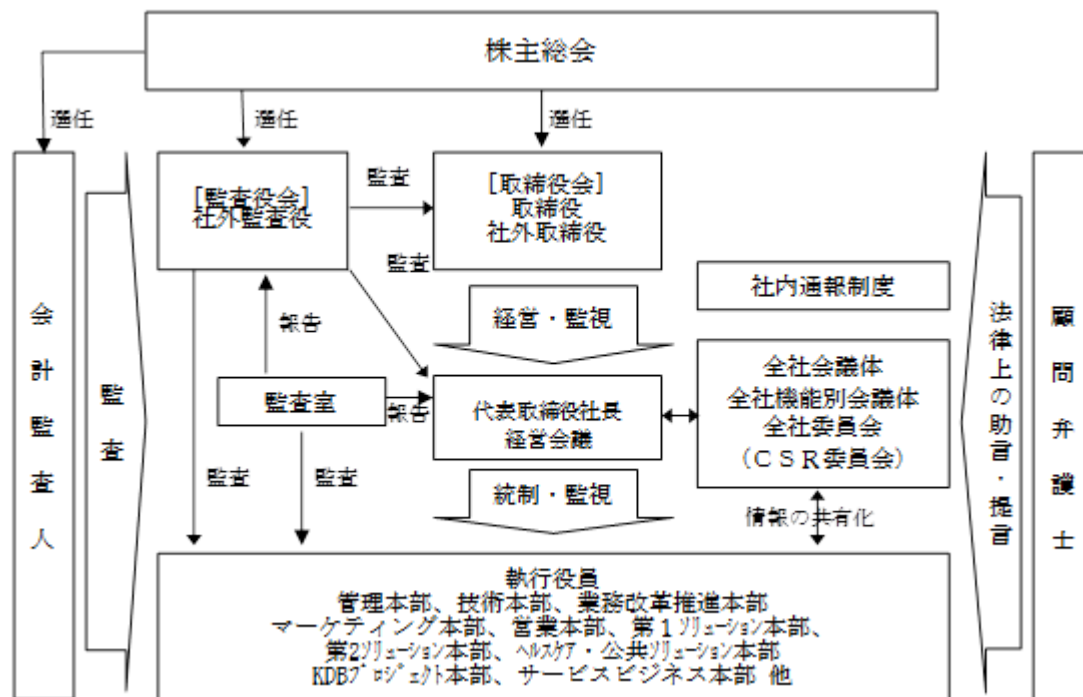 株主総会
選任
選任
選任
[監査役会]
社外監査役
監査
[取締役会]
取締役
社外取締役
監査
社内通報制度
報告
経営・監視
監査室
報告
代表取締役社長
経営会議
全社会議体
全社機能別会議体
全社委員会
(ＣＳＲ委員会)
監査
監査
統制・監視
情報の共有化
会計監査人
監査
法律上の助言・提言
顧問弁護士
執行役員
管理本部、技術本部、業務改革推進本部
マーケティング本部、営業本部、第１ｿﾘｭｰｼｮﾝ本部、
第2ｿﾘｭｰｼｮﾝ本部、ﾍﾙｽｹｱ・公共ｿﾘｭｰｼｮﾝ本部
KDBﾌﾟﾛｼﾞｪｸﾄ本部、サービスビジネス本部 他